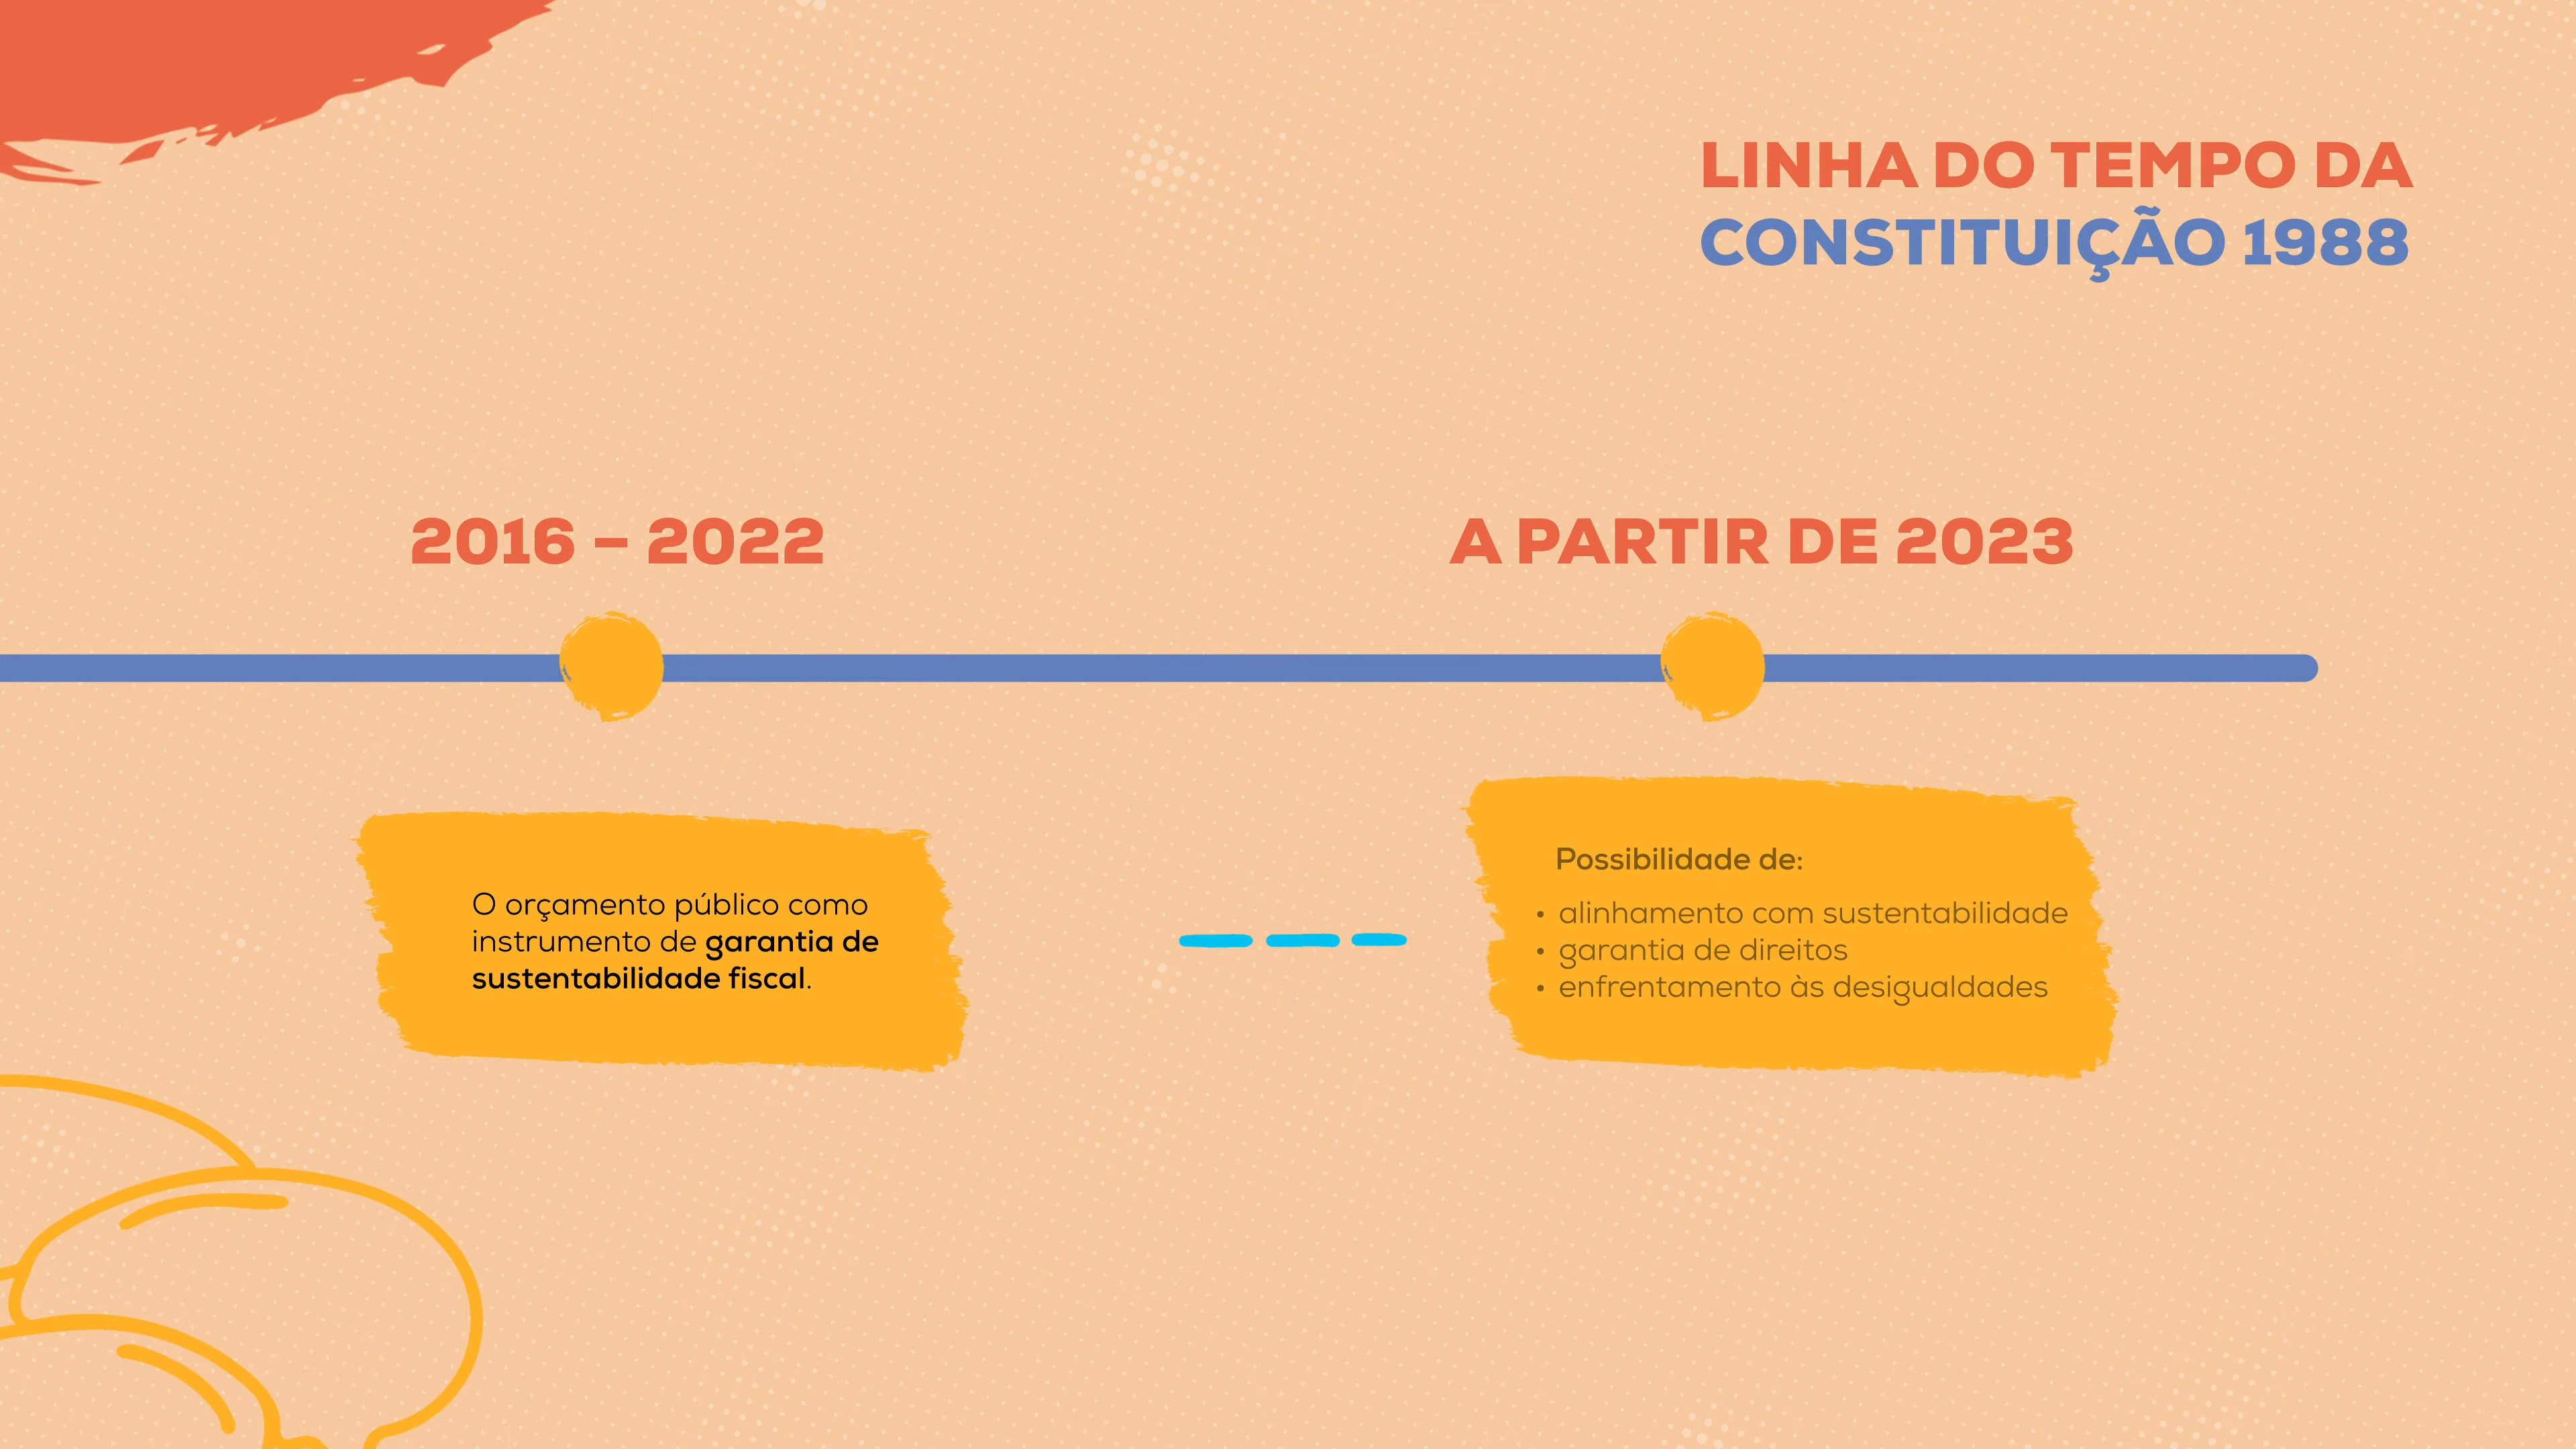 LINHA DO TEMPO DA
CONSTITUIÇÃO 1988
2016 – 2022
A PARTIR DE 2023
O orçamento público como
instrumento de garantia de
sustentabilidade fiscal.
Possibilidade de:
• alinhamento com sustentabilidade
• garantia de direitos
• enfrentamento às desigualdades